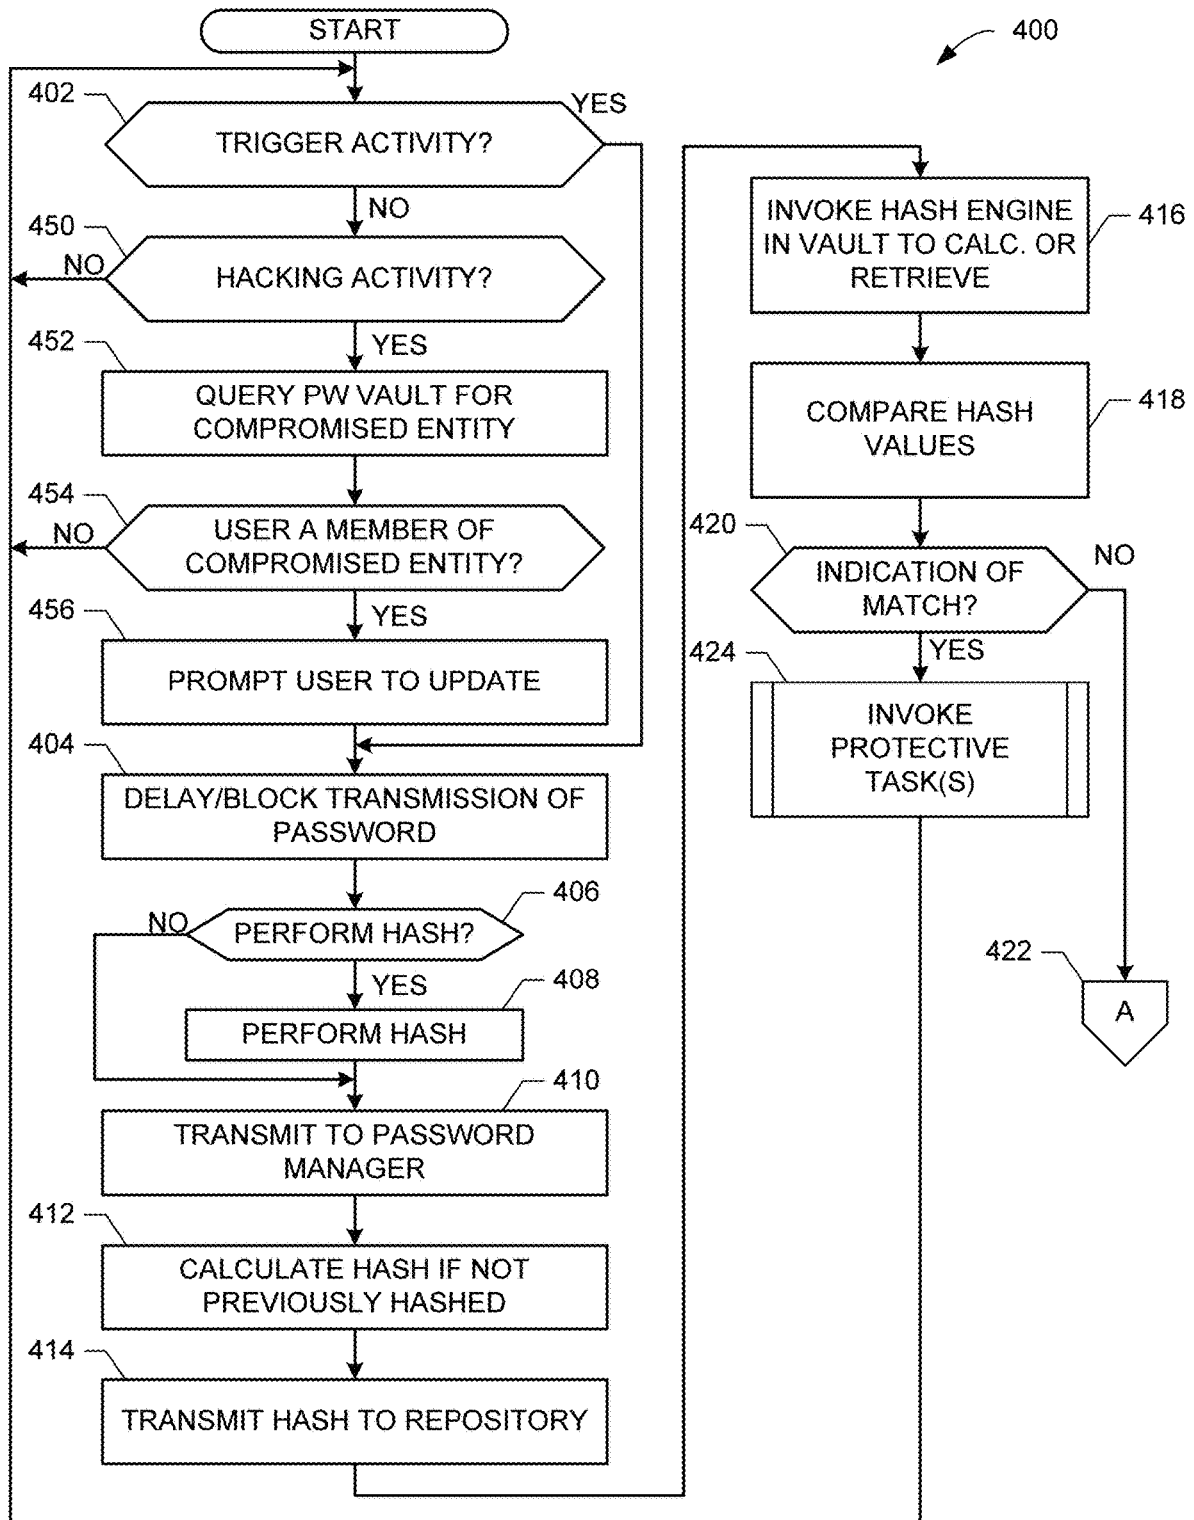 START
400
402
YES
TRIGGER ACTIVITY?
NO
450
NO
HACKING ACTIVITY?
YES
452
QUERY PW VAULT FOR
COMPROMISED ENTITY
454
NO
USER A MEMBER OF
COMPROMISED ENTITY?
YES
456
PROMPT USER TO UPDATE
404
DELAY/BLOCK TRANSMISSION OF
PASSWORD
406
NO
PERFORM HASH?
YES
408
PERFORM HASH
410
TRANSMIT TO PASSWORD
MANAGER
412
CALCULATE HASH IF NOT
PREVIOUSLY HASHED
414
TRANSMIT HASH TO REPOSITORY
INVOKE HASH ENGINE
IN VAULT TO CALC. OR
RETRIEVE
416
COMPARE HASH
VALUES
418
420
NO
INDICATION OF
MATCH?
YES
424
INVOKE
PROTECTIVE
TASK(S)
422
A